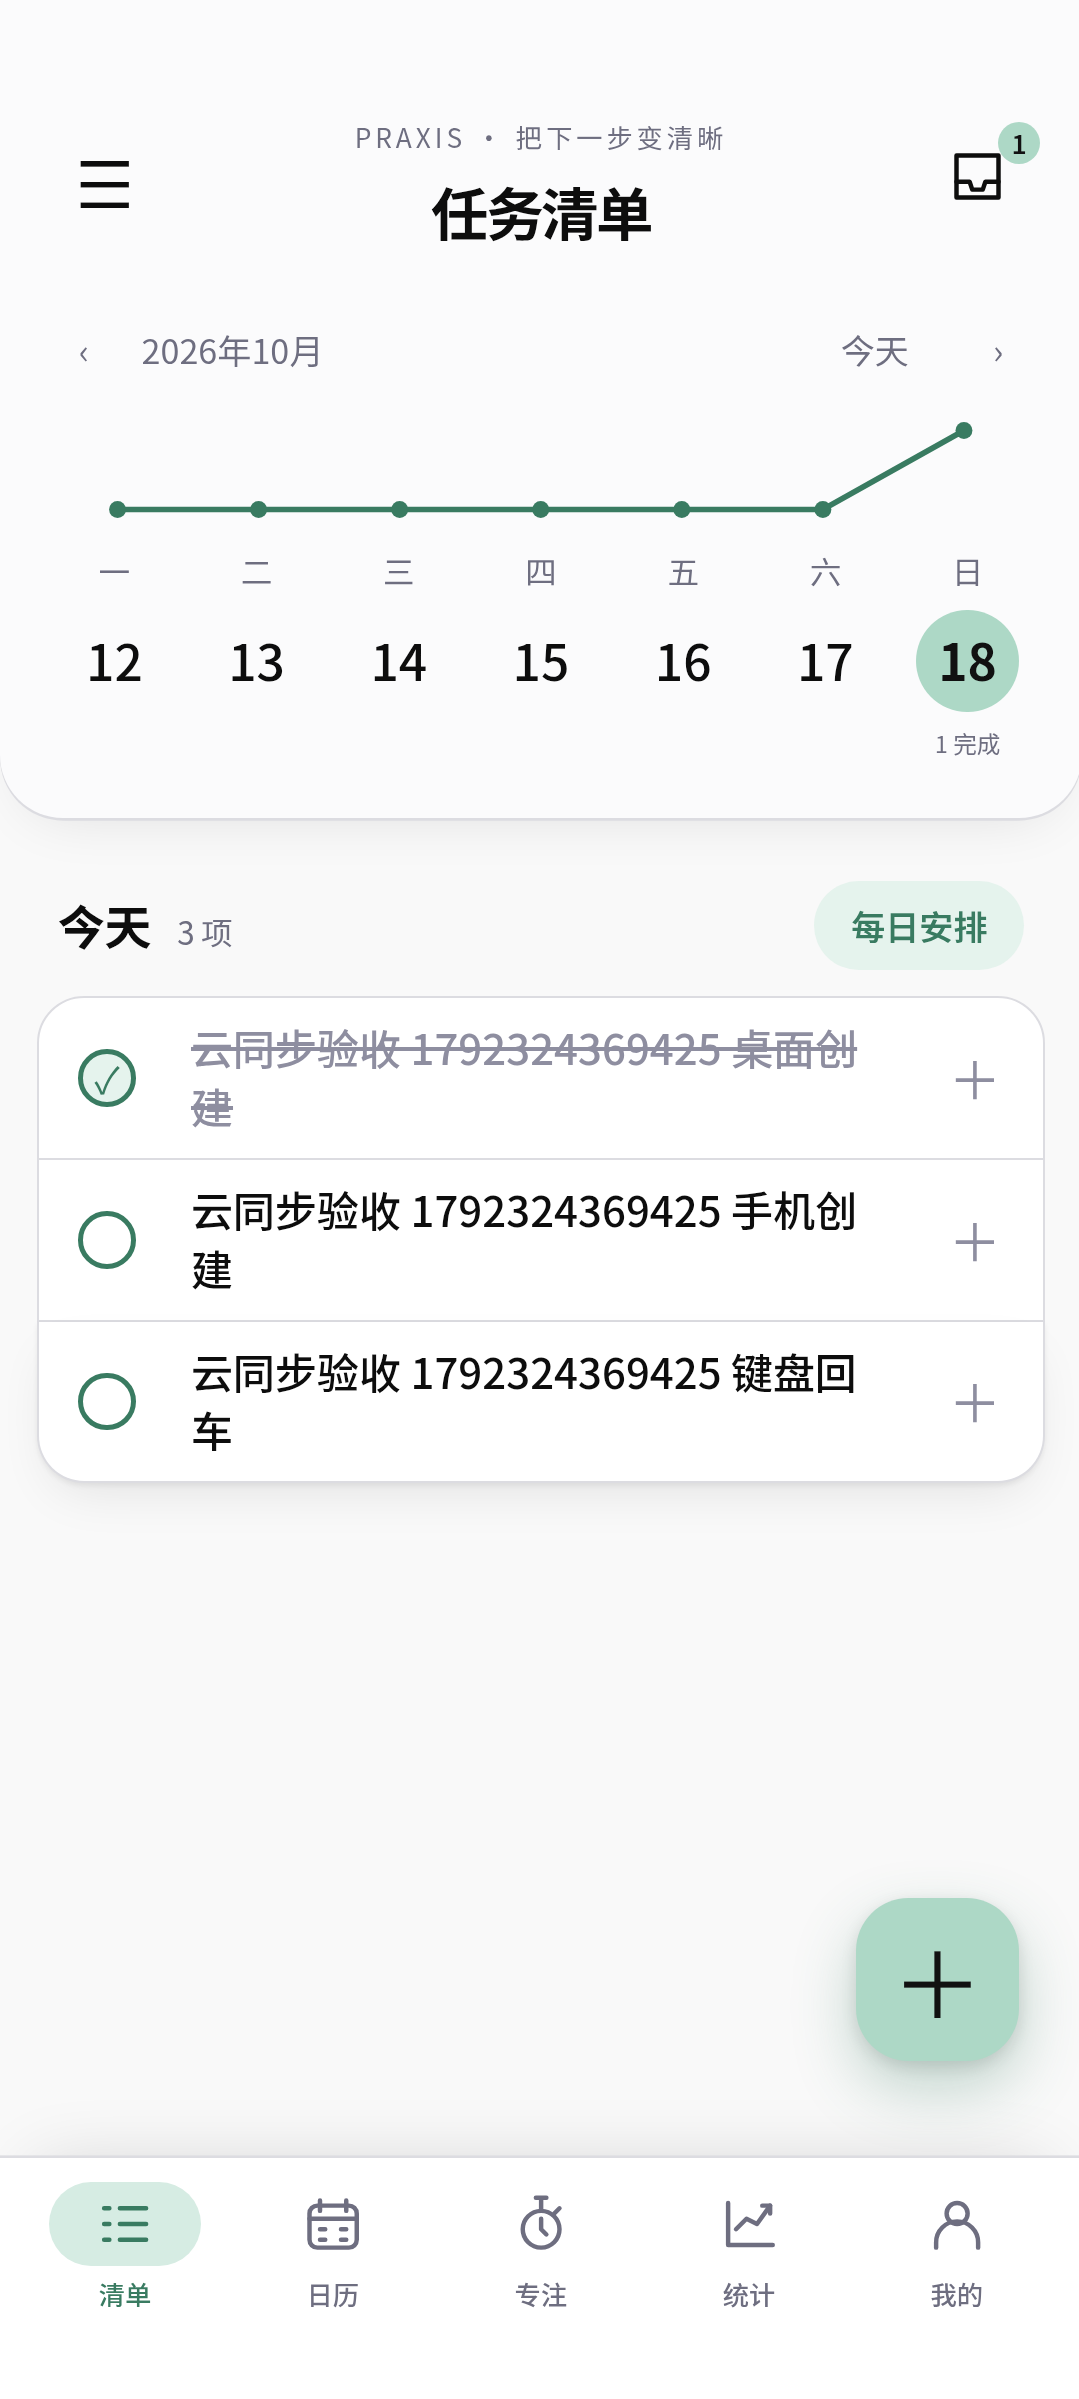 PRAXIS · 把下一步变清晰
1
任务清单
‹ 2026年10月 今天 ›
一 二 三 四 五 六 日
12 13 14 15 16 17 18
1 完成
今天 3 项 每日安排
云同步验收 1792324369425 桌面创
建
云同步验收 1792324369425 手机创
建
云同步验收 1792324369425 键盘回
车
清单 日历 专注 统计 我的